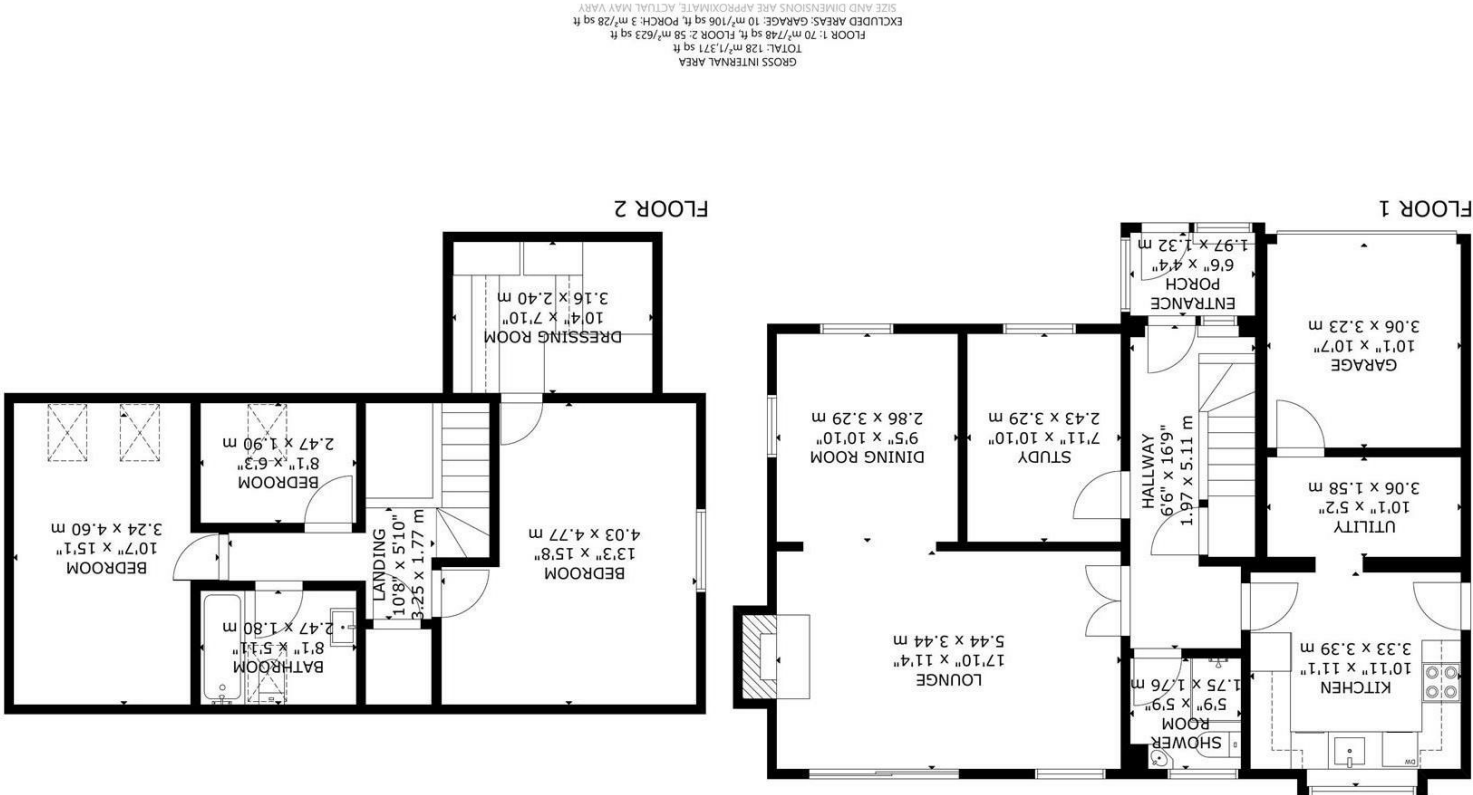 FLOOR 1
GARAGE
10'1" x 10'7"
3.06 x 3.23 m
UTILITY
10'1" x 5'2"
3.06 x 1.58 m
KITCHEN
10'11" x 11'1"
3.33 x 3.39 m
DW
ENTRANCE
PORCH
6'6" x 4'4"
1.97 x 1.32 m
HALLWAY
6'6" x 16'9"
1.97 x 5.11 m
SHOWER
ROOM
5'9" x 5'9"
1.75 x 1.76 m
STUDY
7'11" x 10'10"
2.43 x 3.29 m
DINING ROOM
9'5" x 10'10"
2.86 x 3.29 m
LOUNGE
17'10" x 11'4"
5.44 x 3.44 m
FLOOR 2
DRESSING ROOM
10'4" x 7'10"
3.16 x 2.40 m
BEDROOM
13'3" x 15'8"
4.03 x 4.77 m
LANDING
10'8" x 5'10"
3.25 x 1.77 m
BEDROOM
8'1" x 6'3"
2.47 x 1.90 m
BATHROOM
8'1" x 5'11"
2.47 x 1.80 m
BEDROOM
10'7" x 15'1"
3.24 x 4.60 m
GROSS INTERNAL AREA
TOTAL: 128 m²/1,371 sq ft
FLOOR 1: 70 m²/748 sq ft, FLOOR 2: 58 m²/623 sq ft
EXCLUDED AREAS: GARAGE: 10 m²/106 sq ft, PORCH: 3 m²/28 sq ft
SIZE AND DIMENSIONS ARE APPROXIMATE, ACTUAL MAY VARY